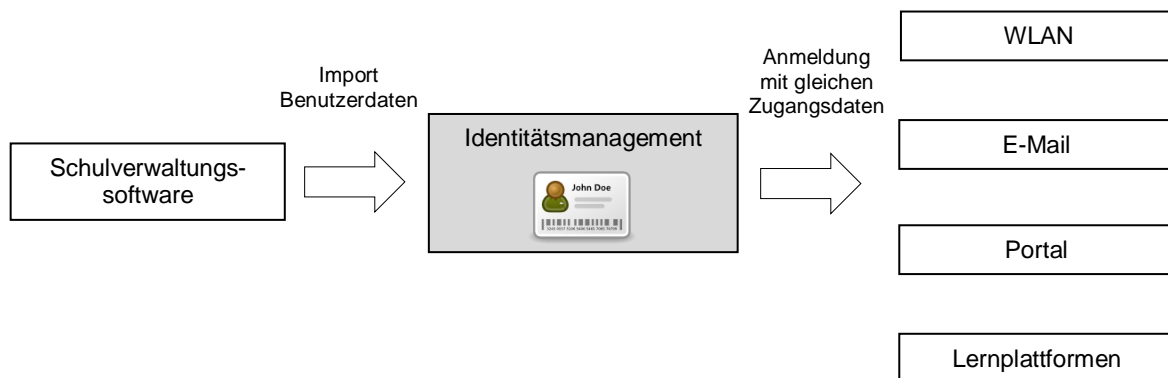 Schulverwaltungs-
software
Import
Benutzerdaten
Identitätsmanagement
John Doe
Anmeldung
mit gleichen
Zugangsdaten
WLAN
E-Mail
Portal
Lernplattformen